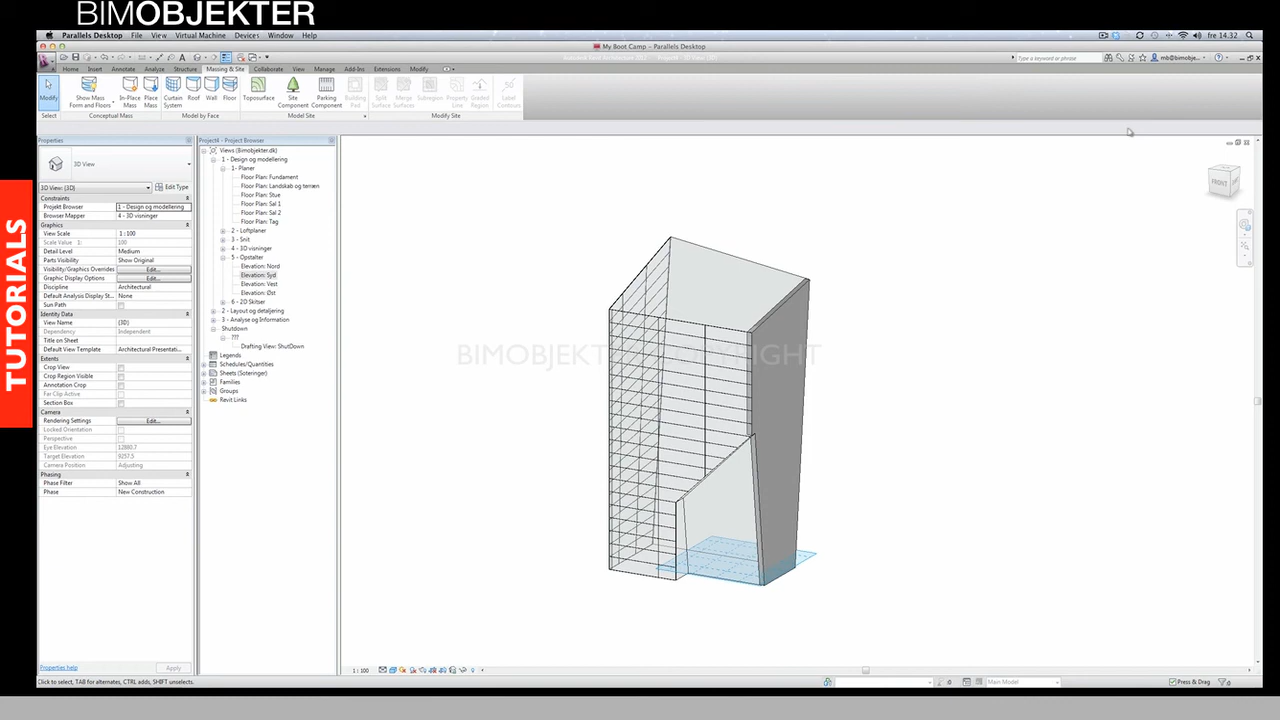 BIMOBJEKTER
Parallels Desktop File View Virtual Machine Devices Window Help
fre 14.32
My Boot Camp – Parallels Desktop
Type a keyword or phrase
mb@bimobje...
Home Insert Annotate Analyze Structure Massing & Site Collaborate View Manage Add-Ins Extensions Modify
Modify
Show Mass
Form and Floors
In-Place
Mass
Place
Mass
Curtain
System
Roof
Wall
Floor
Toposurface
Site
Component
Parking
Component
Building
Pad
Split
Surface
Merge
Surfaces
Subregion
Property
Line
Graded
Region
Label
Contours
Select
Conceptual Mass
Model by Face
Model Site
Modify Site
Properties
3D View
3D View: {3D}
Edit Type
Constraints
Projekt Browser 1 - Design og modellering
Browser Mapper 4 - 3D visninger
Graphics
View Scale 1 : 100
Scale Value 1: 100
Detail Level Medium
Parts Visibility Show Original
Visibility/Graphics Overrides Edit...
Graphic Display Options Edit...
Discipline Architectural
Default Analysis Display St... None
Sun Path
Identity Data
View Name {3D}
Dependency Independent
Title on Sheet
Default View Template Architectural Presentati...
Extents
Crop View
Crop Region Visible
Annotation Crop
Far Clip Active
Section Box
Camera
Rendering Settings Edit...
Locked Orientation
Perspective
Eye Elevation 12880.7
Target Elevation 9257.5
Camera Position Adjusting
Phasing
Phase Filter Show All
Phase New Construction
Properties help
Apply
Project4 - Project Browser
Views (Bimobjekter.dk)
1 - Design og modellering
1- Planer
Floor Plan: Fundament
Floor Plan: Landskab og terræn
Floor Plan: Stue
Floor Plan: Sal 1
Floor Plan: Sal 2
Floor Plan: Tag
2 - Loftplaner
3 - Snit
4 - 3D visninger
5 - Opstalter
Elevation: Nord
Elevation: Syd
Elevation: Vest
Elevation: Øst
6 - 2D Skitser
2 - Layout og detaljering
3 - Analyse og Information
Shutdown
???
Drafting View: ShutDown
Legends
Schedules/Quantities
Sheets (Soteringer)
Families
Groups
Revit Links
FRONT
TUTORIALS
1 : 100
Click to select, TAB for alternates, CTRL adds, SHIFT unselects.
:0
Main Model
Press & Drag
:0